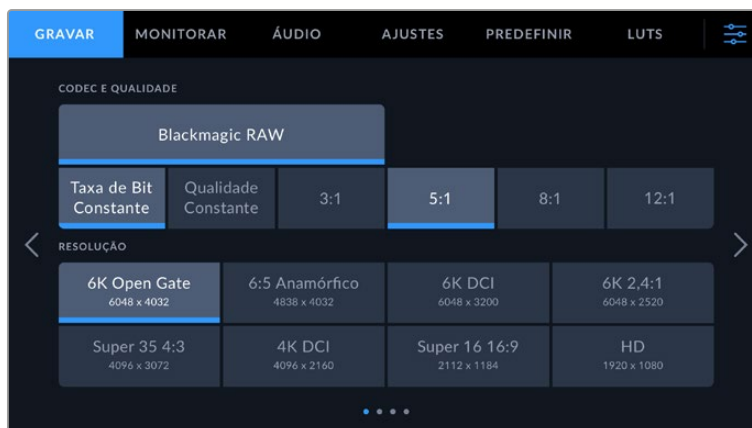 GRAVAR MONITORAR ÁUDIO AJUSTES PREDEFINIR LUTS
CODEC E QUALIDADE
Blackmagic RAW
Taxa de Bit Constante
Qualidade Constante
3:1
5:1
8:1
12:1
RESOLUÇÃO
6K Open Gate
6048 x 4032
6:5 Anamórfico
4838 x 4032
6K DCI
6048 x 3200
6K 2,4:1
6048 x 2520
Super 35 4:3
4096 x 3072
4K DCI
4096 x 2160
Super 16 16:9
2112 x 1184
HD
1920 x 1080